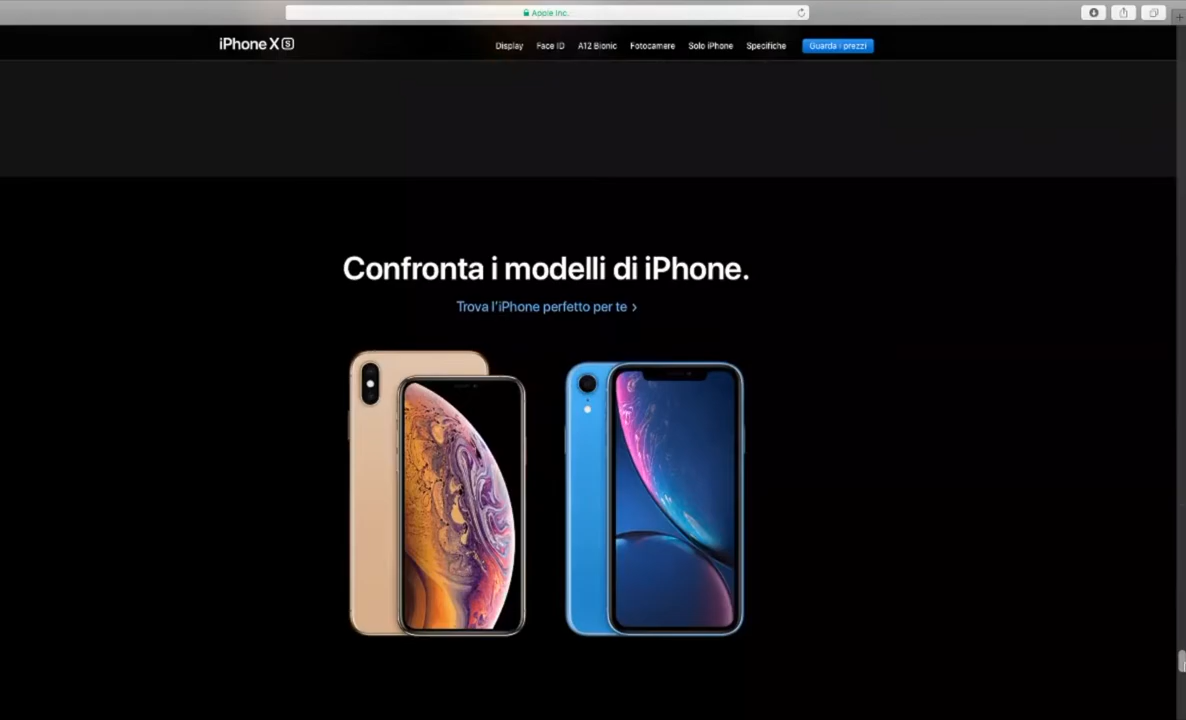 Apple Inc.
iPhone XS
Display Face ID A12 Bionic Fotocamere Solo iPhone Specifiche Guarda i prezzi
Confronta i modelli di iPhone.
Trova l'iPhone perfetto per te >